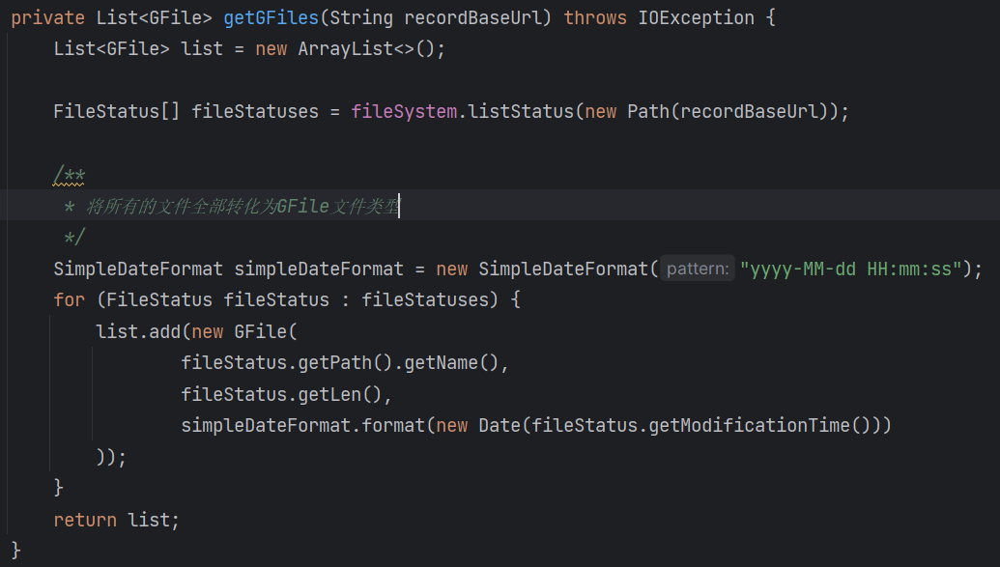 private List<GFile> getGFiles(String recordBaseUrl) throws IOException {
    List<GFile> list = new ArrayList<>();

    FileStatus[] fileStatuses = fileSystem.listStatus(new Path(recordBaseUrl));

    /**
     * 将所有的文件全部转化为GFile文件类型
     */
    SimpleDateFormat simpleDateFormat = new SimpleDateFormat( pattern: "yyyy-MM-dd HH:mm:ss");
    for (FileStatus fileStatus : fileStatuses) {
        list.add(new GFile(
                fileStatus.getPath().getName(),
                fileStatus.getLen(),
                simpleDateFormat.format(new Date(fileStatus.getModificationTime()))
        ));
    }
    return list;
}